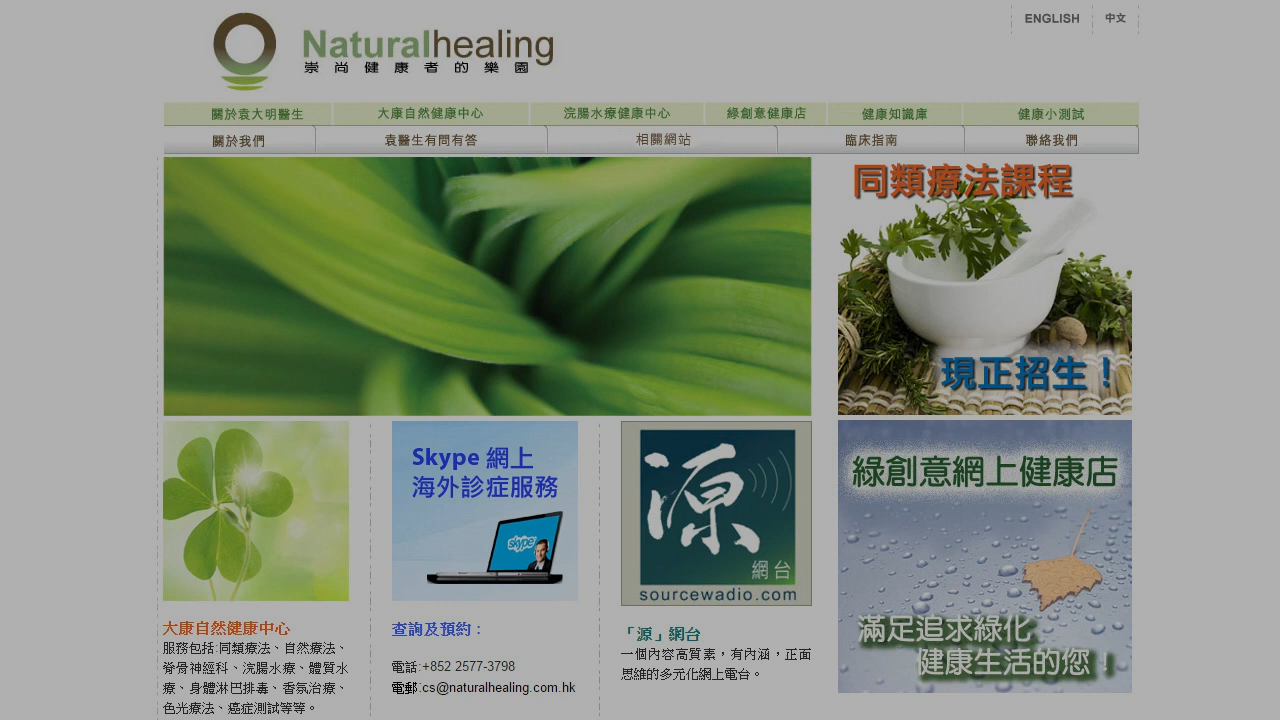 ENGLISH 中文
Naturalhealing
崇尚健康者的樂園
關於袁大明醫生 大康自然健康中心 浣腸水療健康中心 綠創意健康店 健康知識庫 健康小測試
關於我們 袁醫生有問有答 相關網站 臨床指南 聯絡我們
同類療法課程
現正招生！
Skype 網上
海外診症服務
skype
源
網台
sourcewadio.com
綠創意網上健康店
滿足追求綠化
健康生活的您！
大康自然健康中心
服務包括 同類療法、自然療法、
脊骨神經科、浣腸水療、
療、身體淋巴排毒、香氣治療、
色光療法、癌症測試等等。
查詢及預約：
電話:+852 2577-3798
電郵:cs@naturalhealing.com.hk
「源」網台
一個內容高質素，有內涵，正面
思維的多元化網上電台。